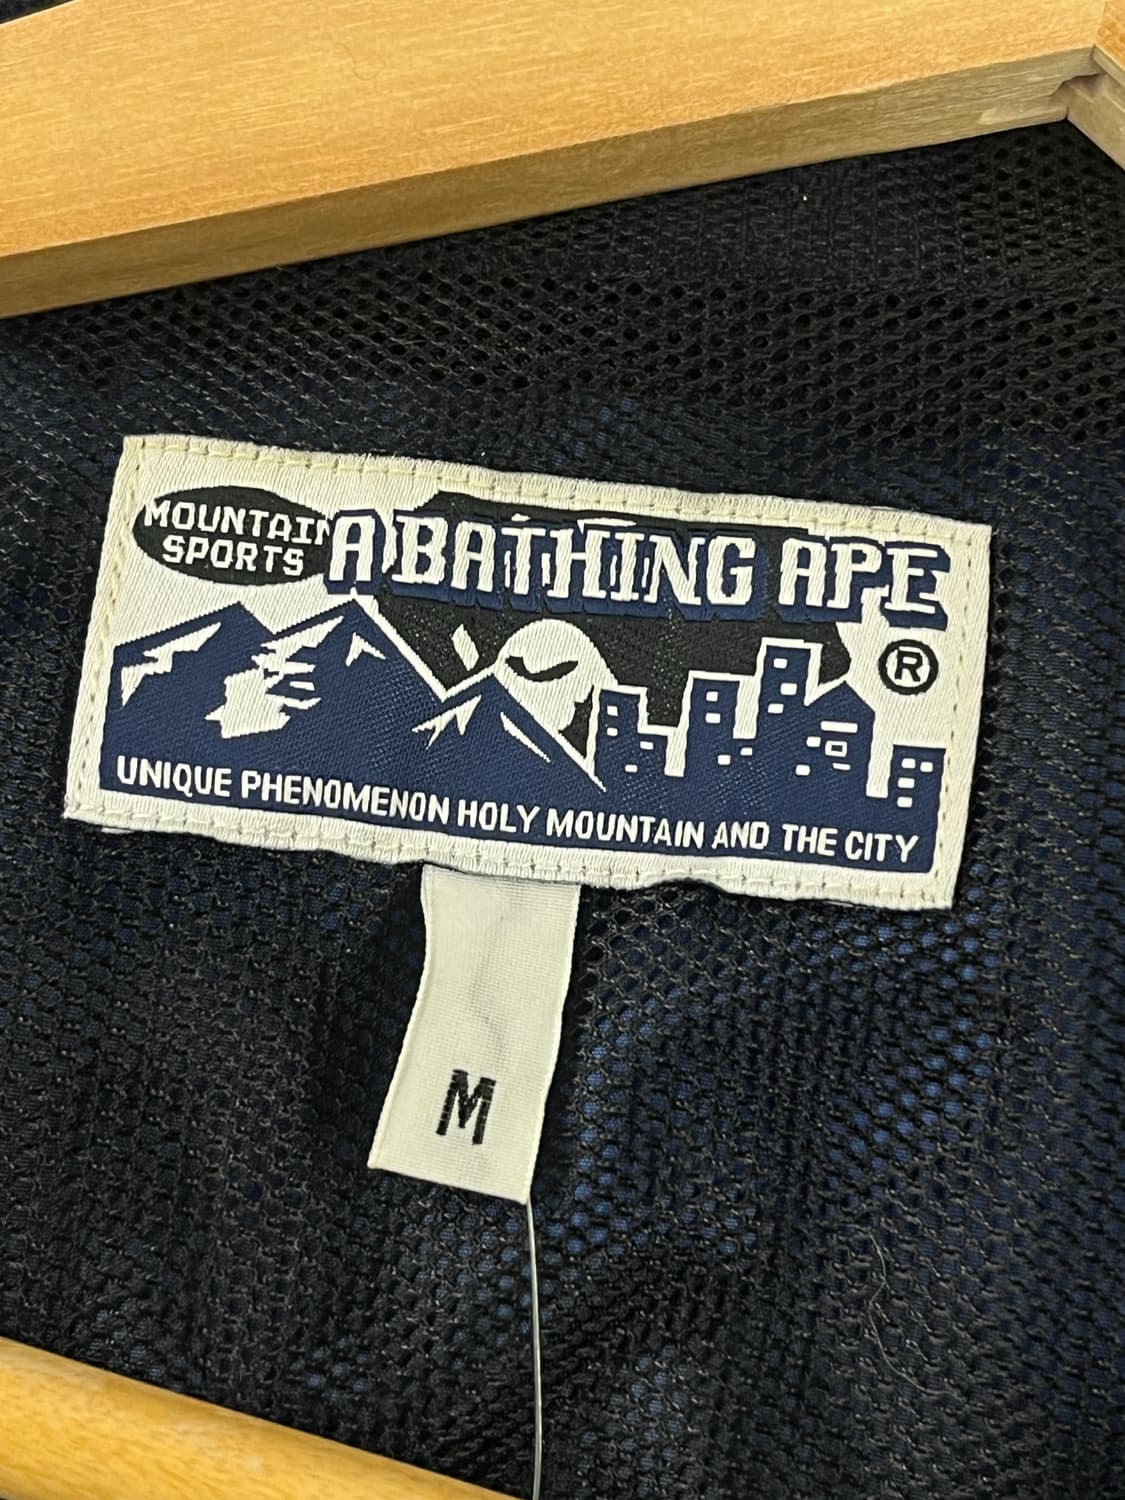 MOUNTAIN
SPORTS
A BATHING APE
®
UNIQUE PHENOMENON HOLY MOUNTAIN AND THE CITY
M